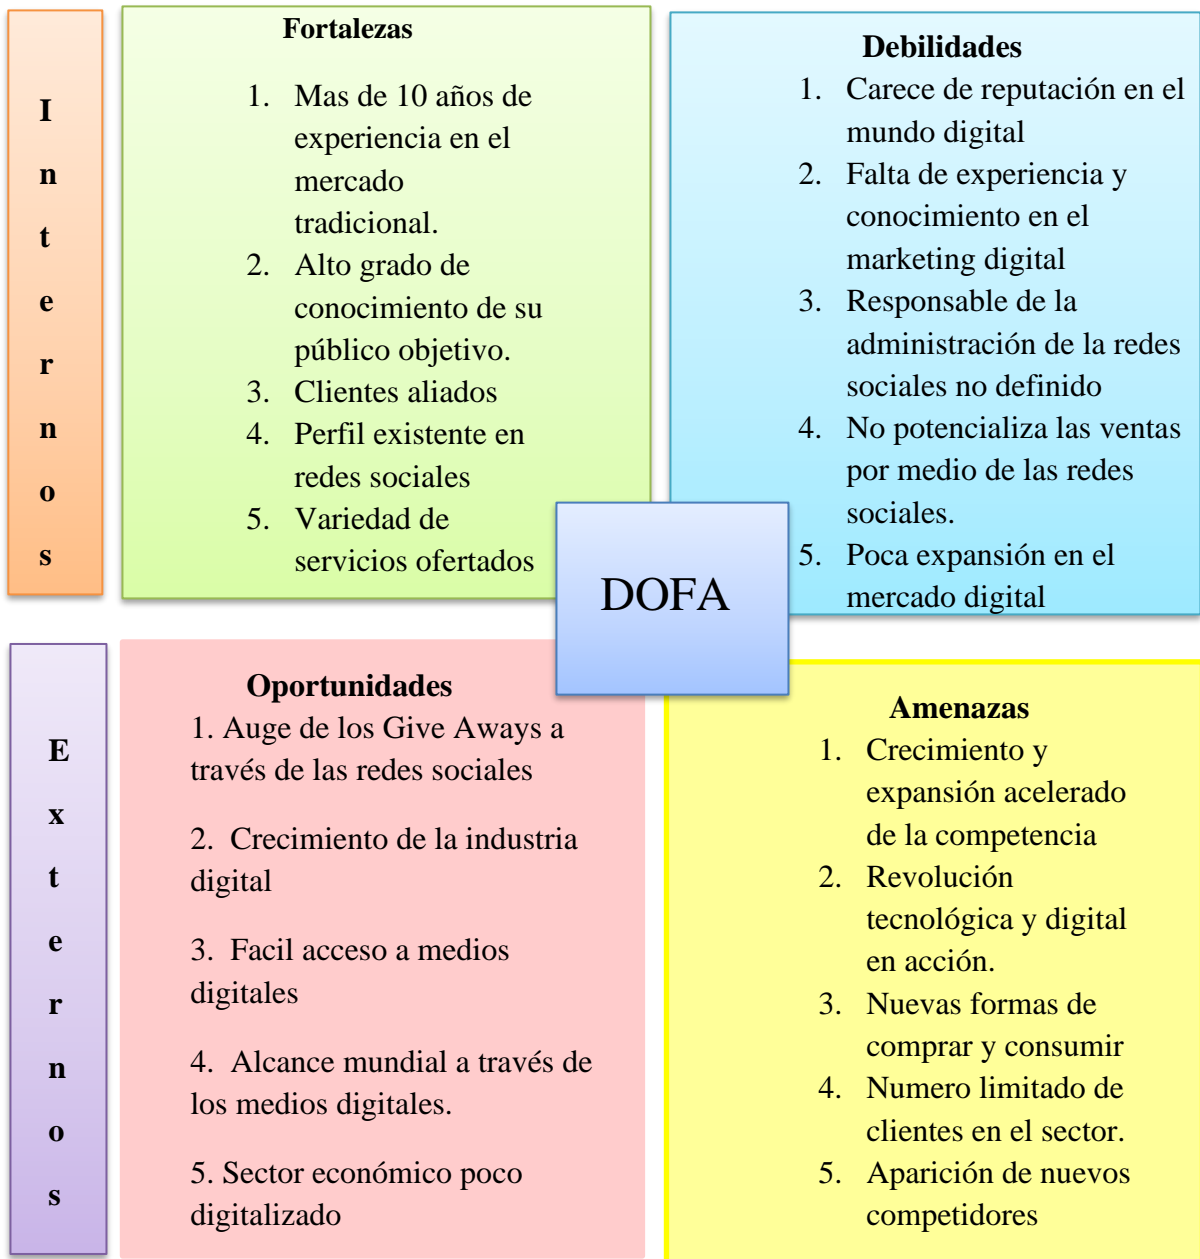 I
n
t
e
r
n
o
s
Fortalezas
1. Mas de 10 años de
experiencia en el
mercado
tradicional.
2. Alto grado de
conocimiento de su
público objetivo.
3. Clientes aliados
4. Perfil existente en
redes sociales
5. Variedad de
servicios ofertados
Debilidades
1. Carece de reputación en el
mundo digital
2. Falta de experiencia y
conocimiento en el
marketing digital
3. Responsable de la
administración de la redes
sociales no definido
4. No potencializa las ventas
por medio de las redes
sociales.
5. Poca expansión en el
mercado digital
DOFA
E
x
t
e
r
n
o
s
Oportunidades
1. Auge de los Give Aways a
través de las redes sociales
2. Crecimiento de la industria
digital
3. Facil acceso a medios
digitales
4. Alcance mundial a través de
los medios digitales.
5. Sector económico poco
digitalizado
Amenazas
1. Crecimiento y
expansión acelerado
de la competencia
2. Revolución
tecnológica y digital
en acción.
3. Nuevas formas de
comprar y consumir
4. Numero limitado de
clientes en el sector.
5. Aparición de nuevos
competidores